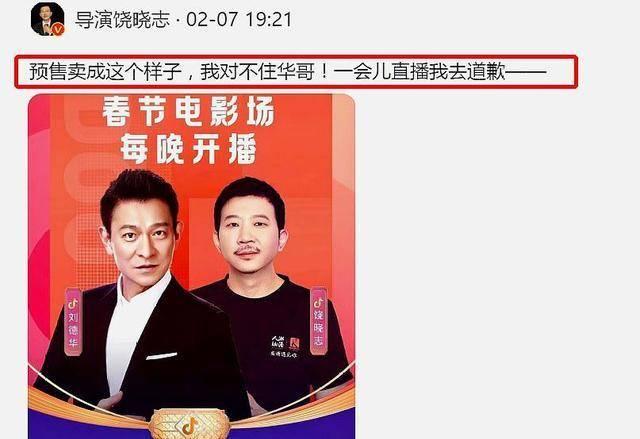 导演饶晓志 · 02-07 19:21
预售卖成这个样子，我对不住华哥！一会儿直播我去道歉——
春节电影场
每晚开播
刘德华
饶晓志
人潮汹涌